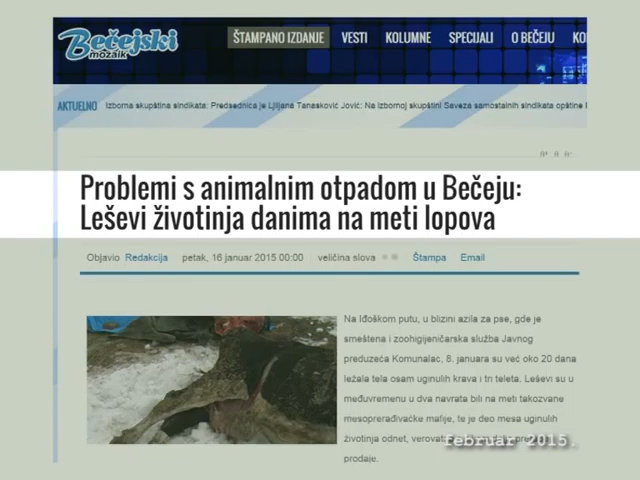 Bečejski
mozaik
ŠTAMPANO IZDANJE VESTI KOLUMNE SPECIJALI O BEČEJU
AKTUELNO Izborna skupština sindikata: Predsednica je Ljiljana Tanasković Jović: Na izbornoj skupštini Saveza samostalnih sindikata opštine
Problemi s animalnim otpadom u Bečeju:
Leševi životinja danima na meti lopova
Objavio Redakcija petak, 16 januar 2015 00:00 veličina slova Štampa Email
Na Iđoškom putu, u blizini azila za pse, gde je
smeštena i zoohigijeničarska služba Javnog
preduzeća Komunalac, 8. januara su već oko 20 dana
ležala tela osam uginulih krava i tri teleta. Leševi su u
međuvremenu u dva navrata bili na meti takozvane
mesoprerađivačke mafije, te je deo mesa uginulih
životinja odnet,
februar 2015.
prodaje.